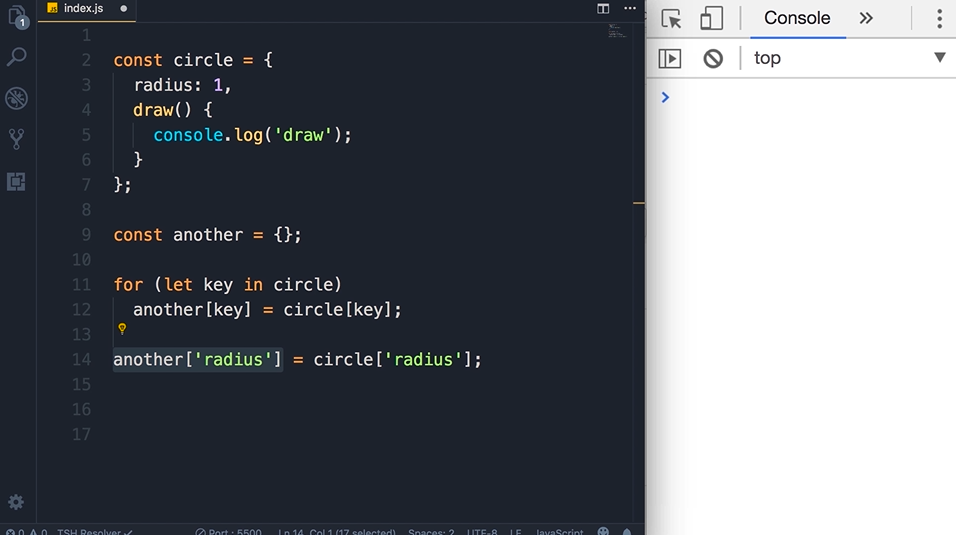 index.js
1
1
2 const circle = {
3 radius: 1,
4 draw() {
5 console.log('draw');
6 }
7 };
8
9 const another = {};
10
11 for (let key in circle)
12 another[key] = circle[key];
13
14 another['radius'] = circle['radius'];
15
16
17
0 0 TSH Resolver Port : 5500 Ln 14, Col 1 (17 selected) Spaces: 2 UTF-8 LF JavaScript
Console
top